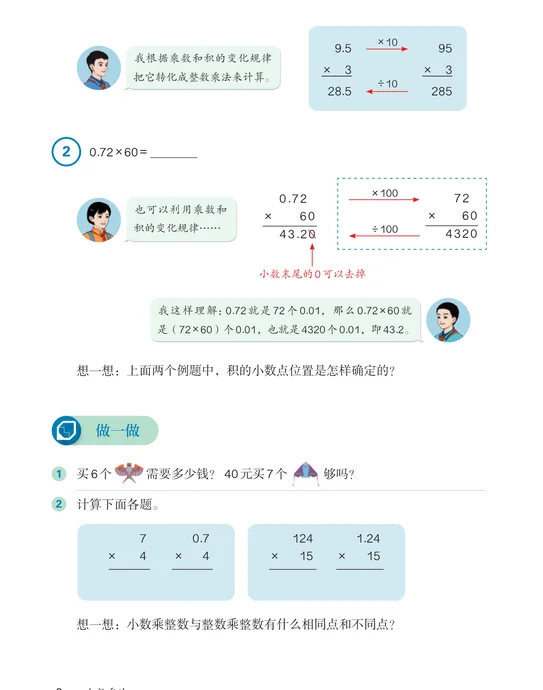 我根据乘数和积的变化规律
把它转化成整数乘法来计算。
9.5 ×10 95
× 3 × 3
28.5 ÷10 285
2 0.72×60=
也可以利用乘数和
积的变化规律……
0.72 ×100 72
× 60 × 60
43.20 ÷100 4320
小数末尾的0可以去掉
我这样理解：0.72就是72个0.01，那么0.72×60就
是（72×60）个0.01，也就是4320个0.01，即43.2。
想一想：上面两个例题中，积的小数点位置是怎样确定的？
做一做
1 买6个 需要多少钱？ 40元买7个 够吗？
2 计算下面各题。
7 0.7 124 1.24
× 4 × 4 × 15 × 15
想一想：小数乘整数与整数乘整数有什么相同点和不同点？